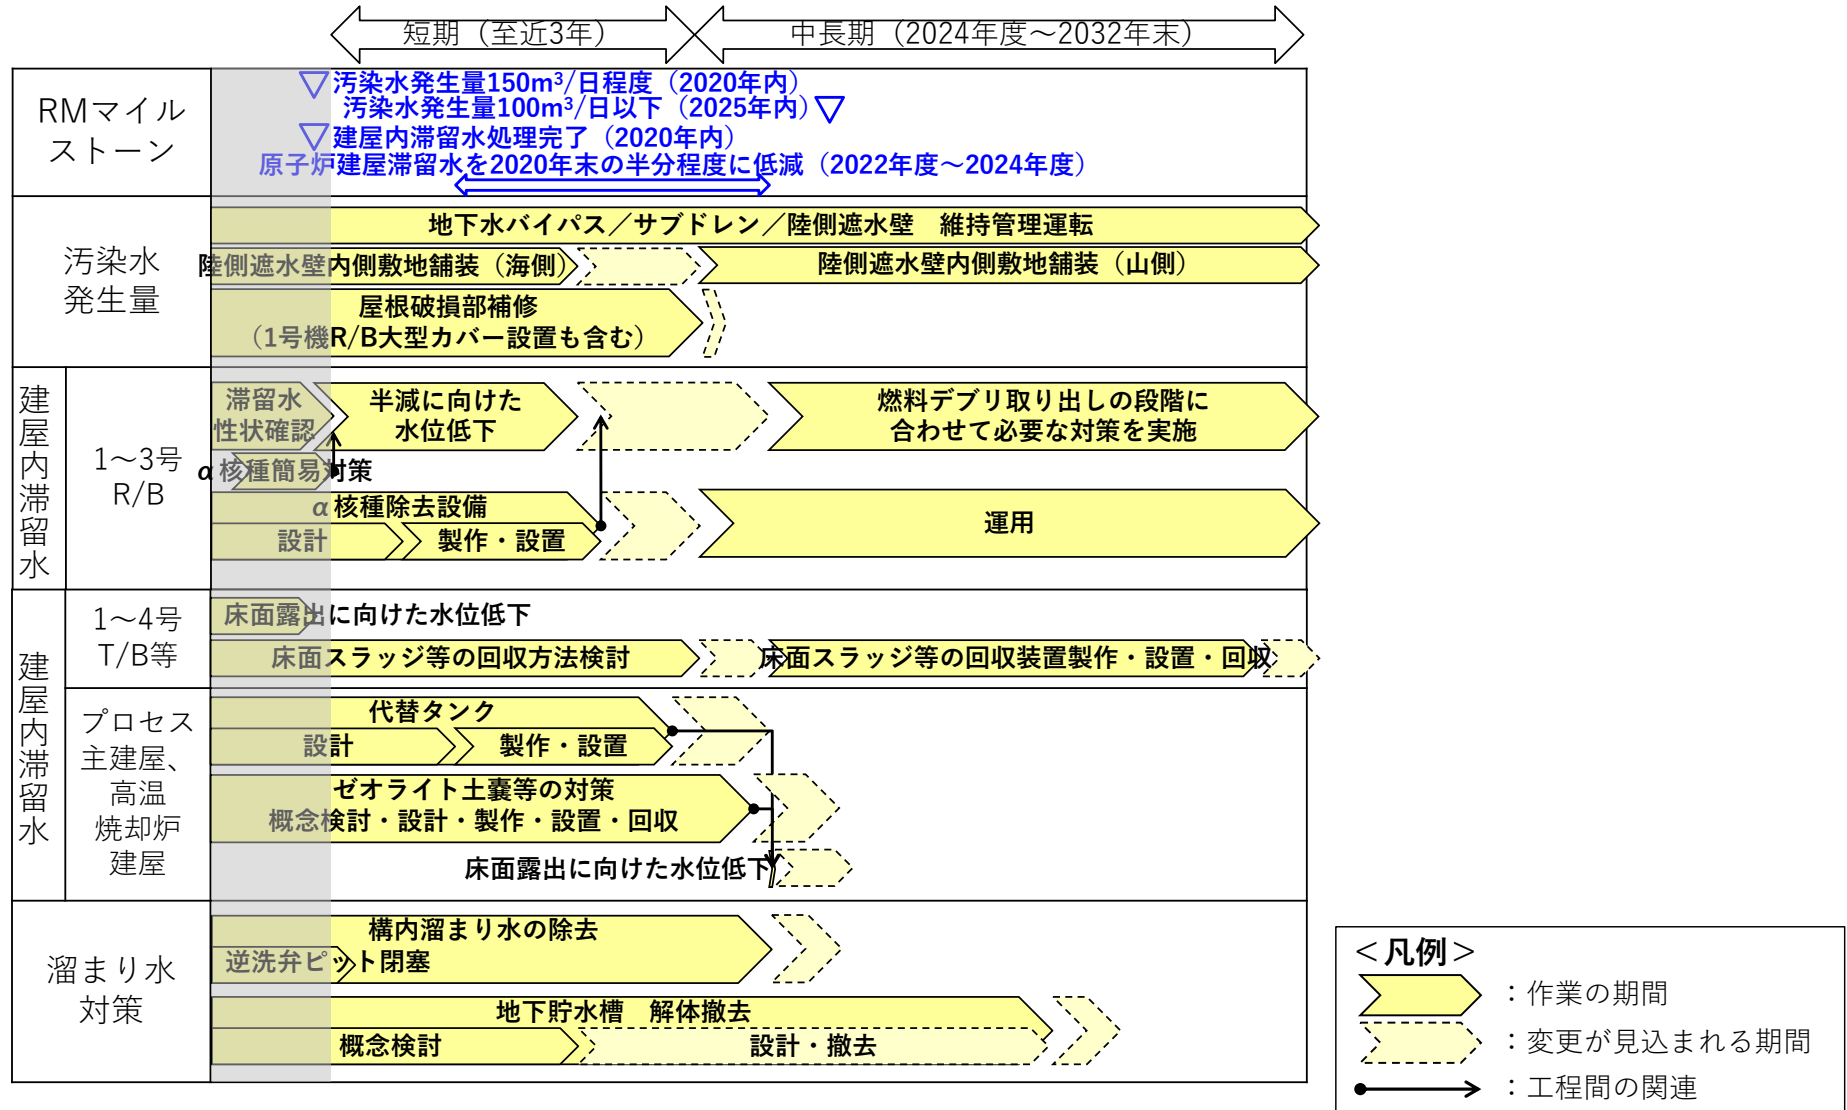 短期（至近3年）
中長期（2024年度～2032年末）
RMマイル
ストーン
汚染水発生量150m³/日程度（2020年内）
汚染水発生量100m³/日以下（2025年内）
建屋内滞留水処理完了（2020年内）
原子炉建屋滞留水を2020年末の半分程度に低減（2022年度～2024年度）
汚染水
発生量
地下水バイパス／サブドレン／陸側遮水壁　維持管理運転
陸側遮水壁内側敷地舗装（海側）
陸側遮水壁内側敷地舗装（山側）
屋根破損部補修
（1号機R/B大型カバー設置も含む）
建屋内滞留水
1～3号
R/B
滞留水
性状確認
半減に向けた
水位低下
燃料デブリ取り出しの段階に
合わせて必要な対策を実施
α核種簡易対策
α核種除去設備
設計
製作・設置
運用
建屋内滞留水
1～4号
T/B等
床面露出に向けた水位低下
床面スラッジ等の回収方法検討
床面スラッジ等の回収装置製作・設置・回収
プロセス
主建屋、
高温
焼却炉
建屋
代替タンク
設計
製作・設置
ゼオライト土嚢等の対策
概念検討・設計・製作・設置・回収
床面露出に向けた水位低下
溜まり水
対策
構内溜まり水の除去
逆洗弁ピット閉塞
地下貯水槽　解体撤去
概念検討
設計・撤去
＜凡例＞
：作業の期間
：変更が見込まれる期間
：工程間の関連